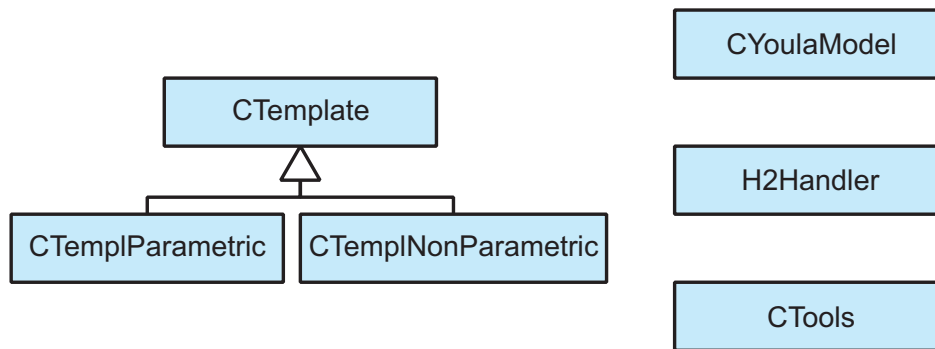 CYoulaModel
CTemplate
H2Handler
CTemplParametric
CTemplNonParametric
CTools